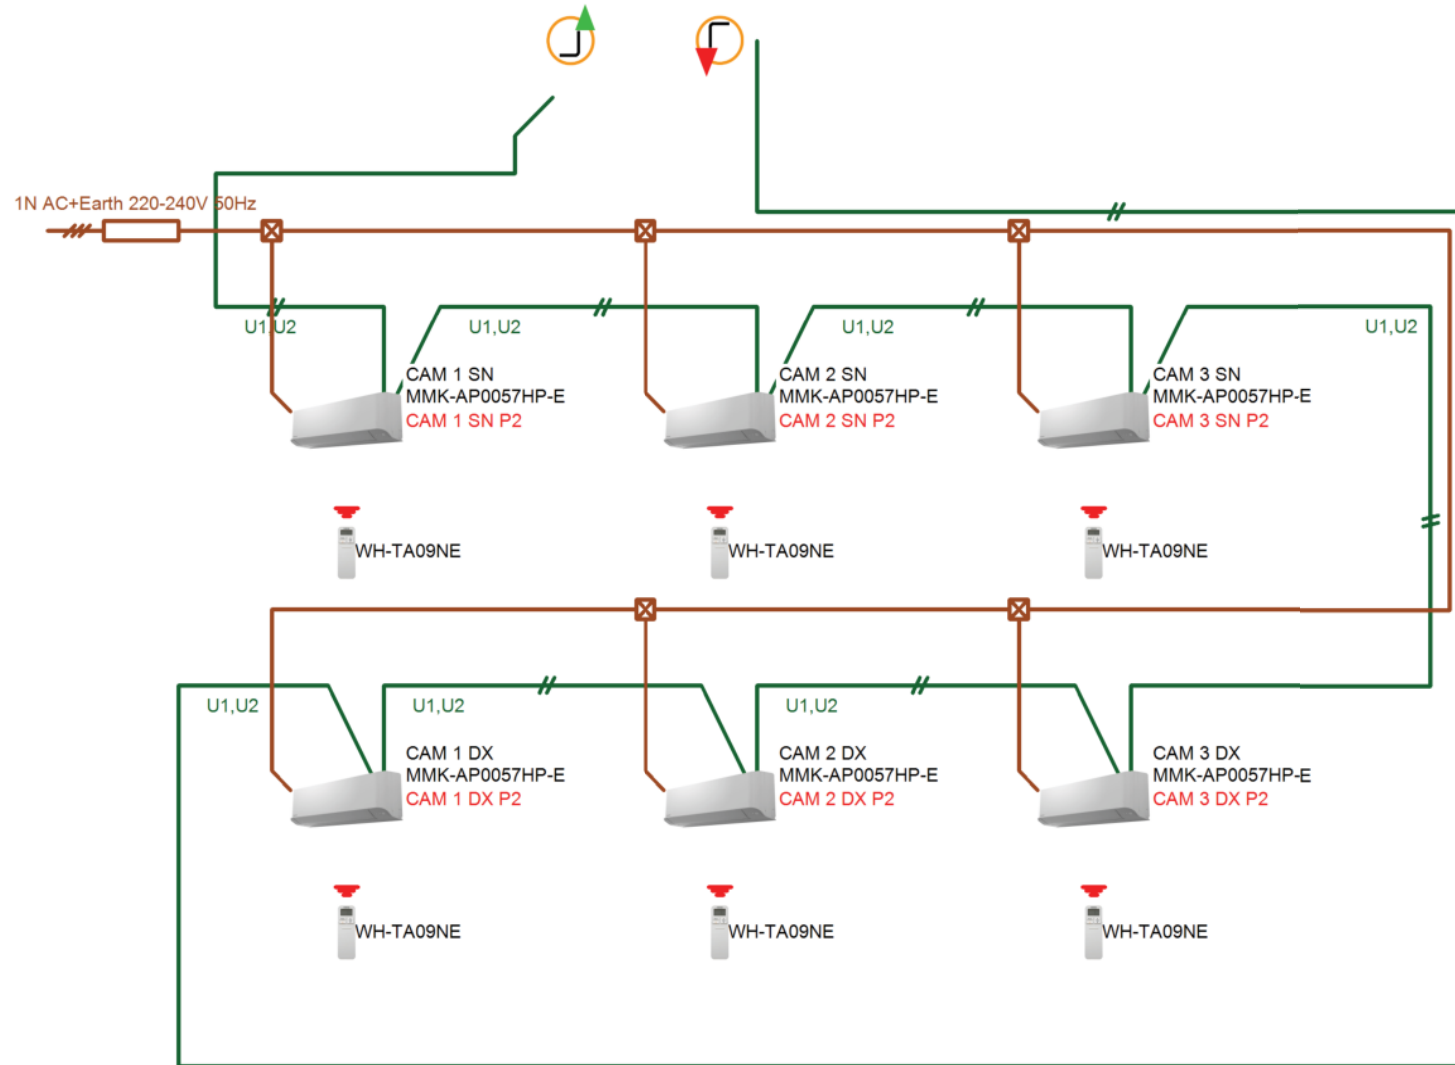 1N AC+Earth 220-240V 50Hz
U1,U2
U1,U2
U1,U2
U1,U2
CAM 1 SN
MMK-AP0057HP-E
CAM 1 SN P2
CAM 2 SN
MMK-AP0057HP-E
CAM 2 SN P2
CAM 3 SN
MMK-AP0057HP-E
CAM 3 SN P2
WH-TA09NE
WH-TA09NE
WH-TA09NE
U1,U2
U1,U2
U1,U2
CAM 1 DX
MMK-AP0057HP-E
CAM 1 DX P2
CAM 2 DX
MMK-AP0057HP-E
CAM 2 DX P2
CAM 3 DX
MMK-AP0057HP-E
CAM 3 DX P2
WH-TA09NE
WH-TA09NE
WH-TA09NE